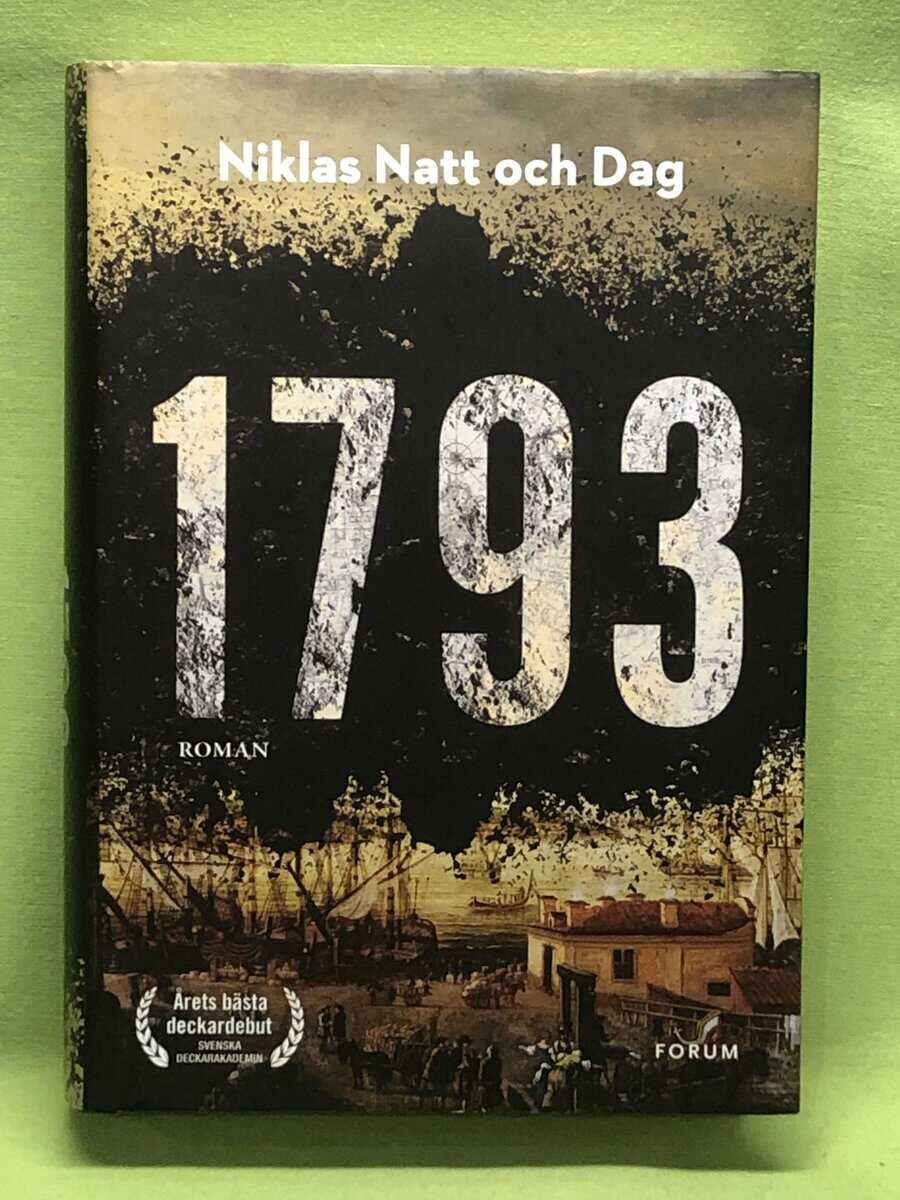 Niklas Natt och Dag
1793
ROMAN
Årets bästa
deckardebut
SVENSKA
DECKARAKADEMIN
FORUM